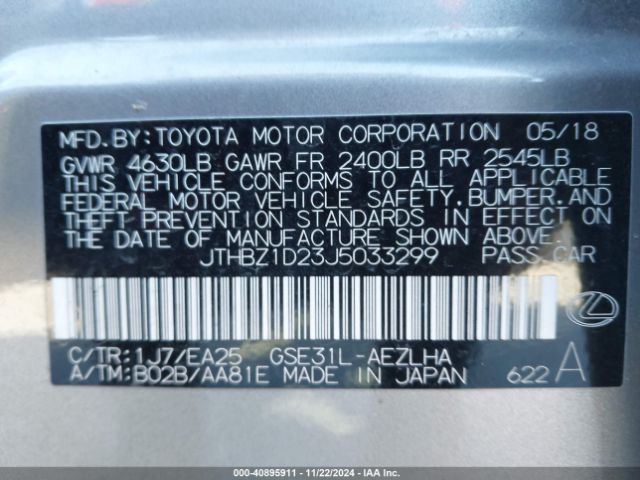 MFD.BY:TOYOTA MOTOR CORPORATION 05/18
GVWR 4630LB GAWR FR 2400LB RR 2545LB
THIS VEHICLE CONFORMS TO ALL APPLICABLE
FEDERAL MOTOR VEHICLE SAFETY,BUMPER,AND
THEFT PREVENTION STANDARDS IN EFFECT ON
THE DATE OF MANUFACTURE SHOWN ABOVE.
JTHBZ1D23J5033299 PASS.CAR
C/TR:1J7/EA25 GSE31L-AEZLHA
A/TM:B02B/AA81E MADE IN JAPAN 622 A
000-40895911 - 11/22/2024 - IAA Inc.